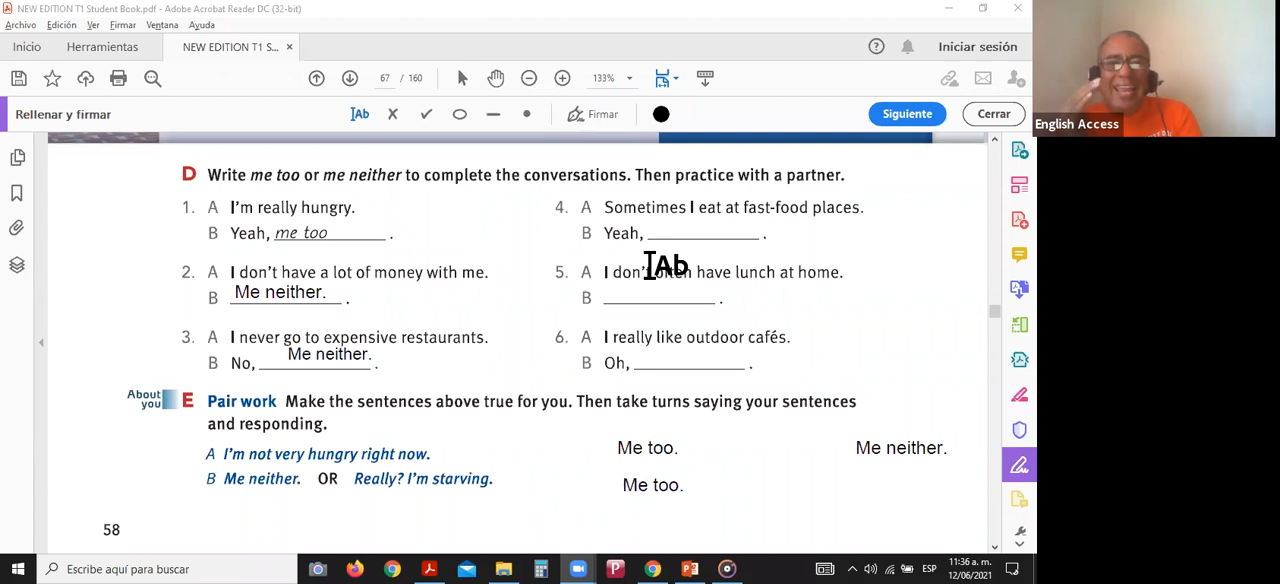 NEW EDITION T1 Student Book.pdf - Adobe Acrobat Reader DC (32-bit)
Archivo Edición Ver Firmar Ventana Ayuda
Inicio Herramientas NEW EDITION T1 S... × Iniciar sesión
67 / 160 133%
Rellenar y firmar Ab Firmar Siguiente Cerrar
English Access
D Write me too or me neither to complete the conversations. Then practice with a partner.
1. A I'm really hungry.
B Yeah, me too .
2. A I don't have a lot of money with me.
B Me neither. .
3. A I never go to expensive restaurants.
B No, Me neither. .
4. A Sometimes I eat at fast-food places.
B Yeah, .
Ab
5. A I don't often have lunch at home.
B .
6. A I really like outdoor cafés.
B Oh, .
About you E Pair work Make the sentences above true for you. Then take turns saying your sentences
and responding.
A I'm not very hungry right now.
B Me neither. OR Really? I'm starving.
Me too. Me neither.
Me too.
58
Escribe aquí para buscar
ESP
11:36 a. m.
12/06/2021